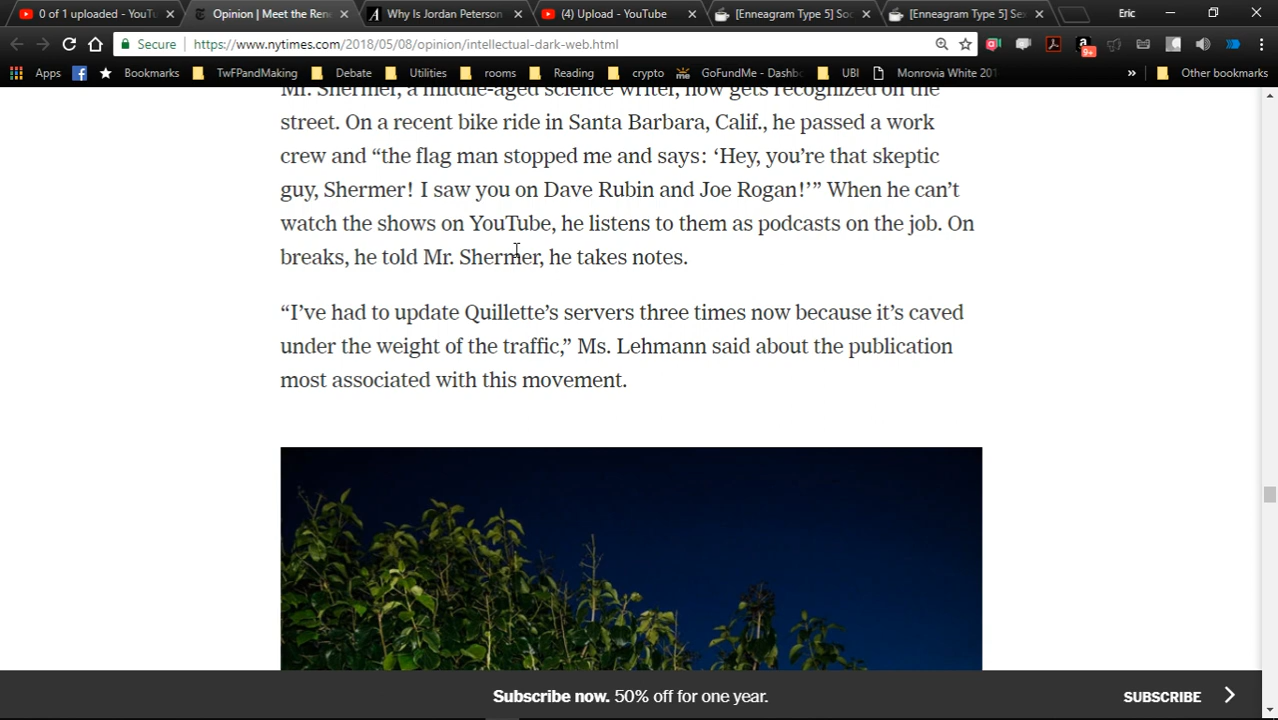 0 of 1 uploaded - YouTu
Opinion | Meet the Ren
Why Is Jordan Peterson
(4) Upload - YouTube
[Enneagram Type 5] Soc
[Enneagram Type 5] Sex
Eric
Secure
https://www.nytimes.com/2018/05/08/opinion/intellectual-dark-web.html
9+
Apps
Bookmarks
TwFPandMaking
Debate
Utilities
rooms
Reading
crypto
me
GoFundMe - Dashb
UBI
Monrovia White 201
»
Other bookmarks
Mr. Shermer, a middle-aged science writer, now gets recognized on the
street. On a recent bike ride in Santa Barbara, Calif., he passed a work
crew and “the flag man stopped me and says: ‘Hey, you’re that skeptic
guy, Shermer! I saw you on Dave Rubin and Joe Rogan!’” When he can’t
watch the shows on YouTube, he listens to them as podcasts on the job. On
breaks, he told Mr. Shermer, he takes notes.
“I’ve had to update Quillette’s servers three times now because it’s caved
under the weight of the traffic,” Ms. Lehmann said about the publication
most associated with this movement.
Subscribe now. 50% off for one year.
SUBSCRIBE